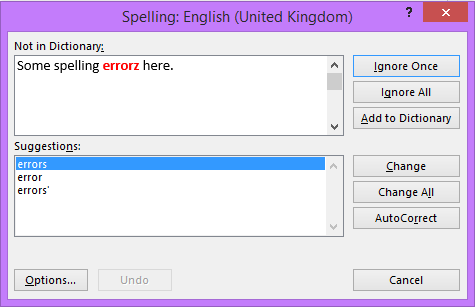 Spelling: English (United Kingdom)
? ×
Not in Dictionary:
Some spelling errorz here.
Ignore Once
Ignore All
Add to Dictionary
Suggestions:
errors
error
errors'
Change
Change All
AutoCorrect
Options...
Undo
Cancel